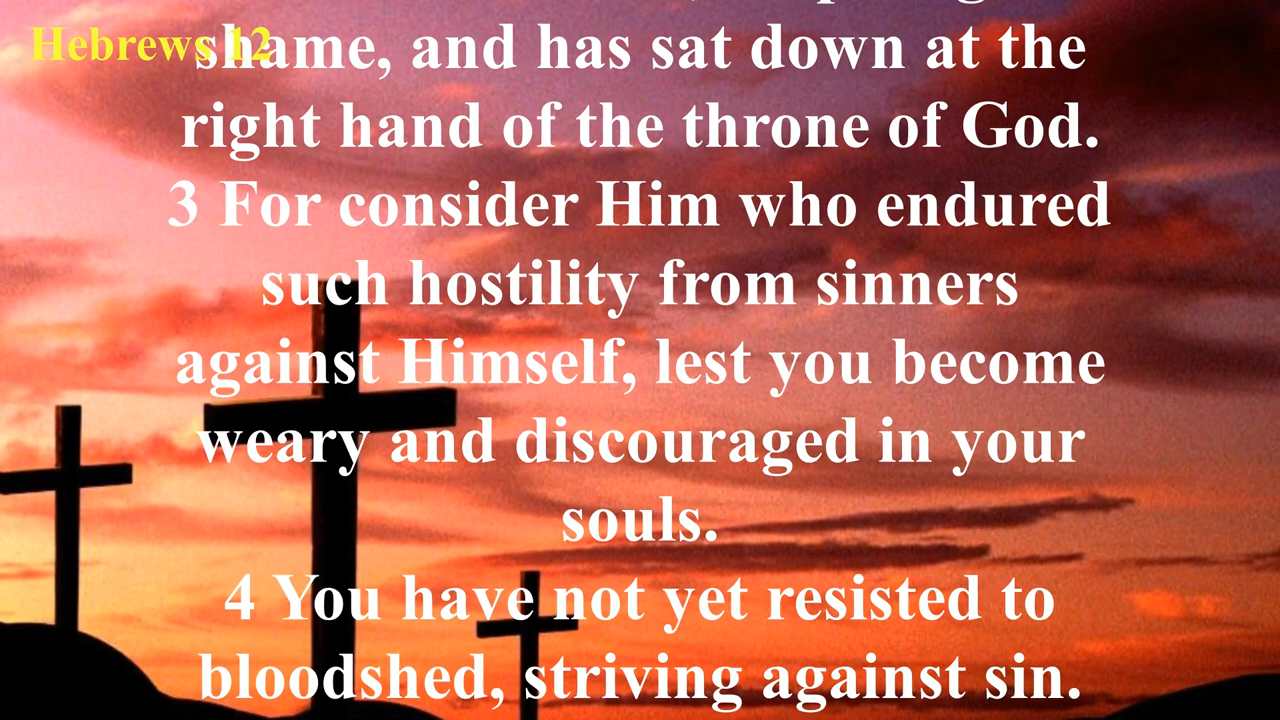 Hebrews 12
shame, and has sat down at the
right hand of the throne of God.
3 For consider Him who endured
such hostility from sinners
against Himself, lest you become
weary and discouraged in your
souls.
4 You have not yet resisted to
bloodshed, striving against sin.